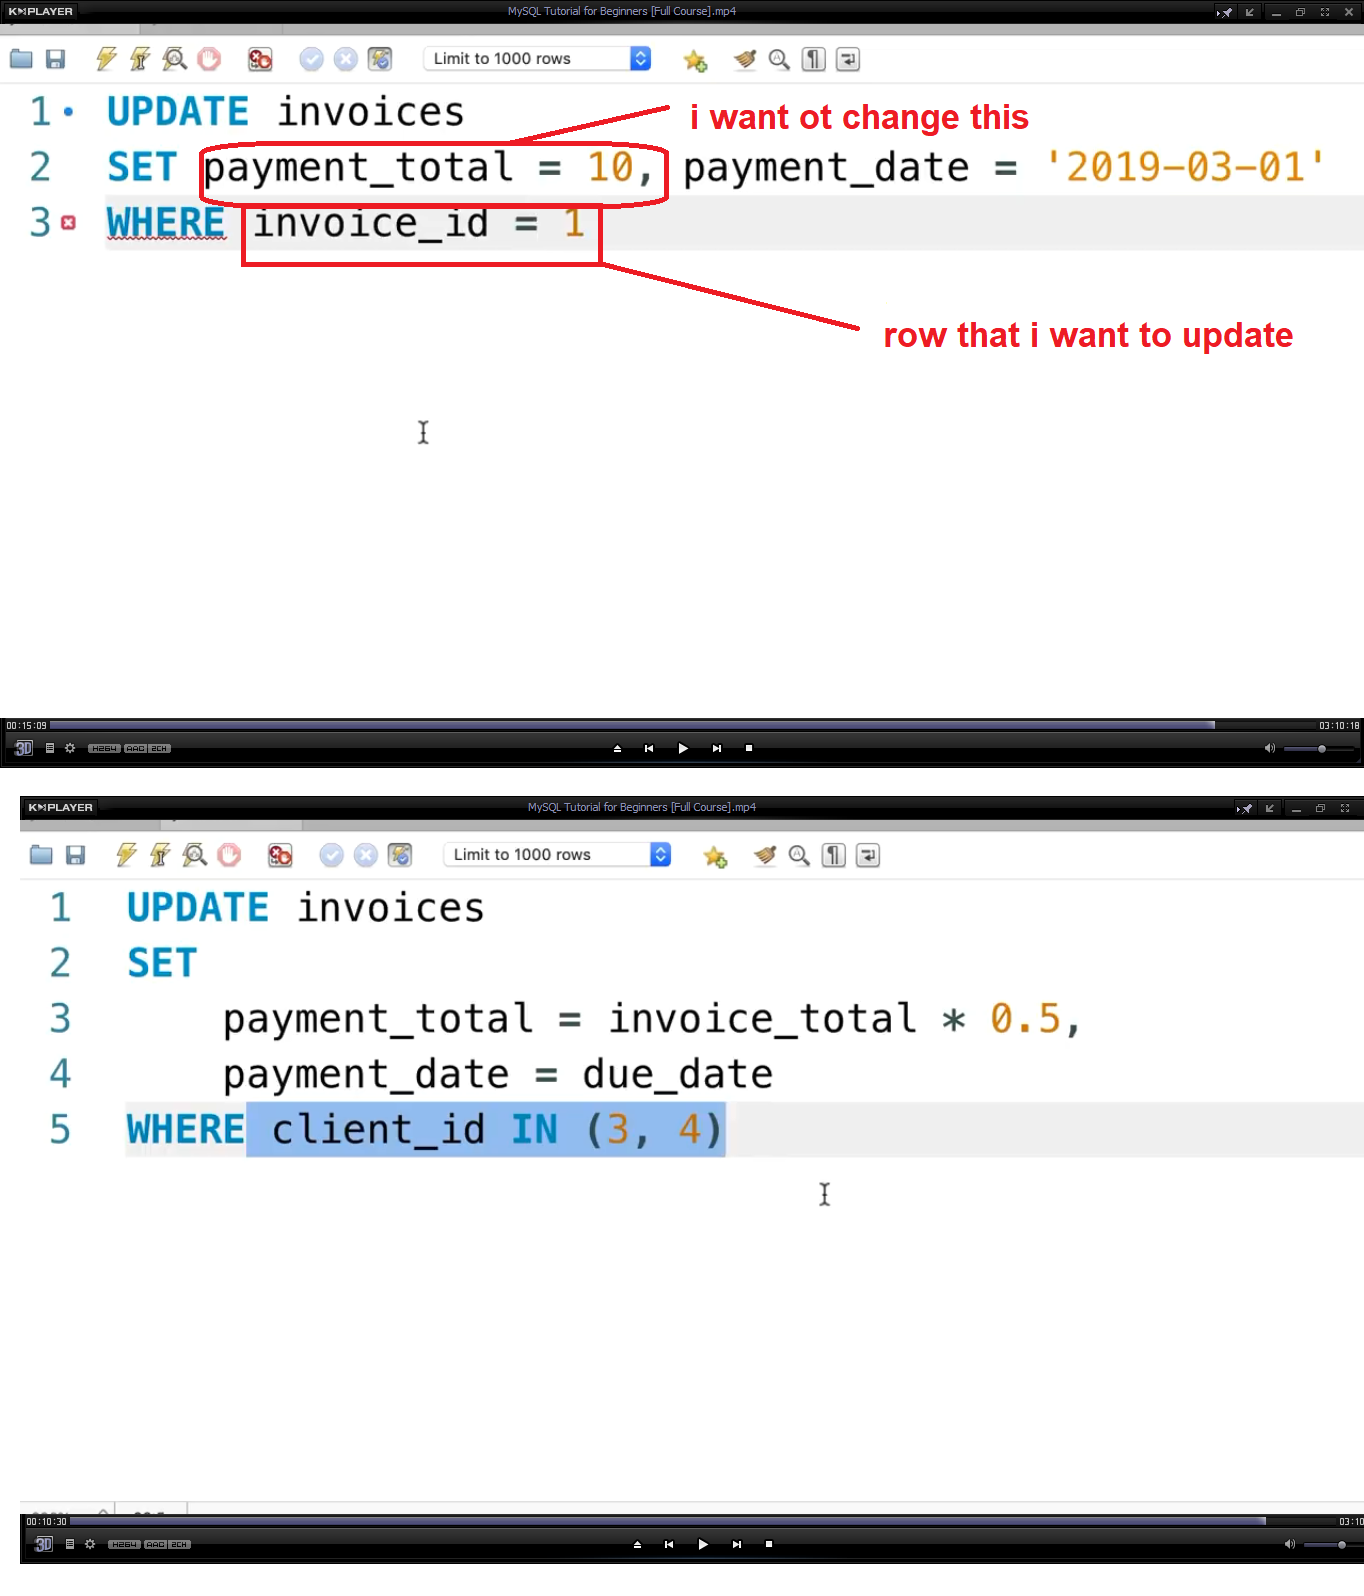 KMPLAYER
MySQL Tutorial for Beginners [Full Course].mp4
Limit to 1000 rows
1 UPDATE invoices
i want ot change this
2 SET payment_total = 10, payment_date = '2019-03-01'
3 WHERE invoice_id = 1
row that i want to update
00:15:09
03:10:18
3D
H264 AAC 2CH
KMPLAYER
MySQL Tutorial for Beginners [Full Course].mp4
Limit to 1000 rows
1 UPDATE invoices
2 SET
3 payment_total = invoice_total * 0.5,
4 payment_date = due_date
5 WHERE client_id IN (3, 4)
00:10:30
03:10
3D
H264 AAC 2CH